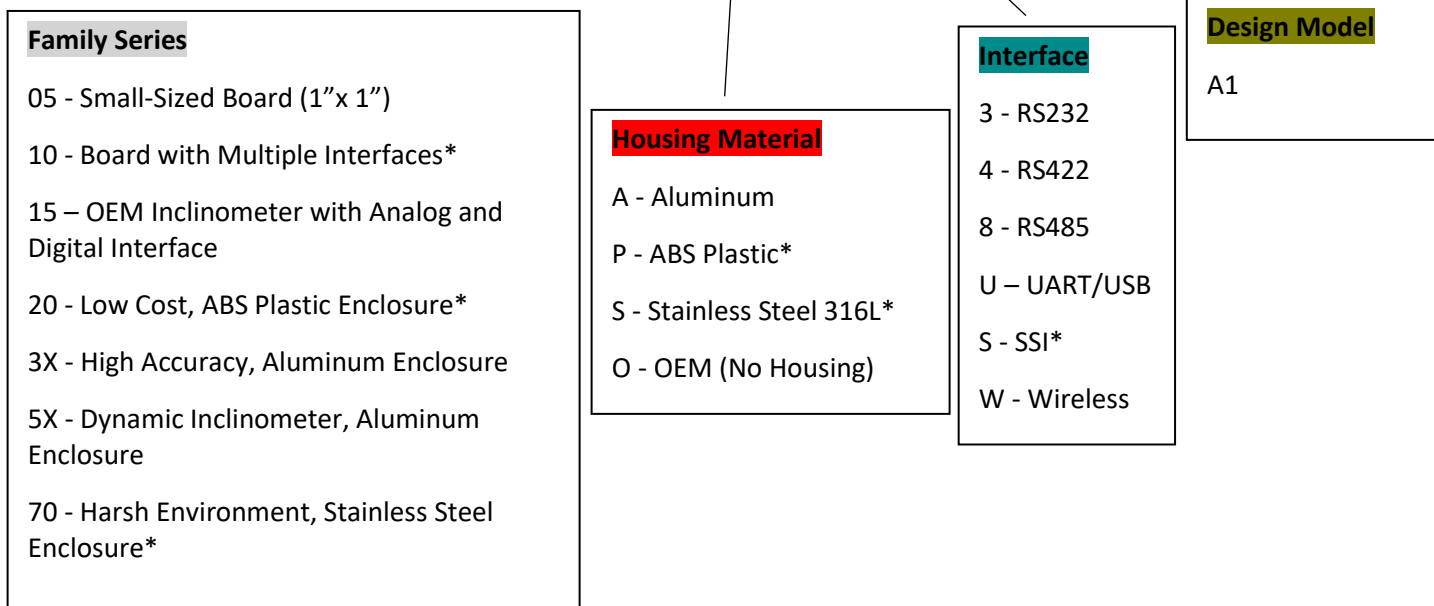 Family Series
05 - Small-Sized Board (1”x 1”)
10 - Board with Multiple Interfaces*
15 – OEM Inclinometer with Analog and
Digital Interface
20 - Low Cost, ABS Plastic Enclosure*
3X - High Accuracy, Aluminum Enclosure
5X - Dynamic Inclinometer, Aluminum
Enclosure
70 - Harsh Environment, Stainless Steel
Enclosure*
Housing Material
A - Aluminum
P - ABS Plastic*
S - Stainless Steel 316L*
O - OEM (No Housing)
Interface
3 - RS232
4 - RS422
8 - RS485
U – UART/USB
S - SSI*
W - Wireless
Design Model
A1